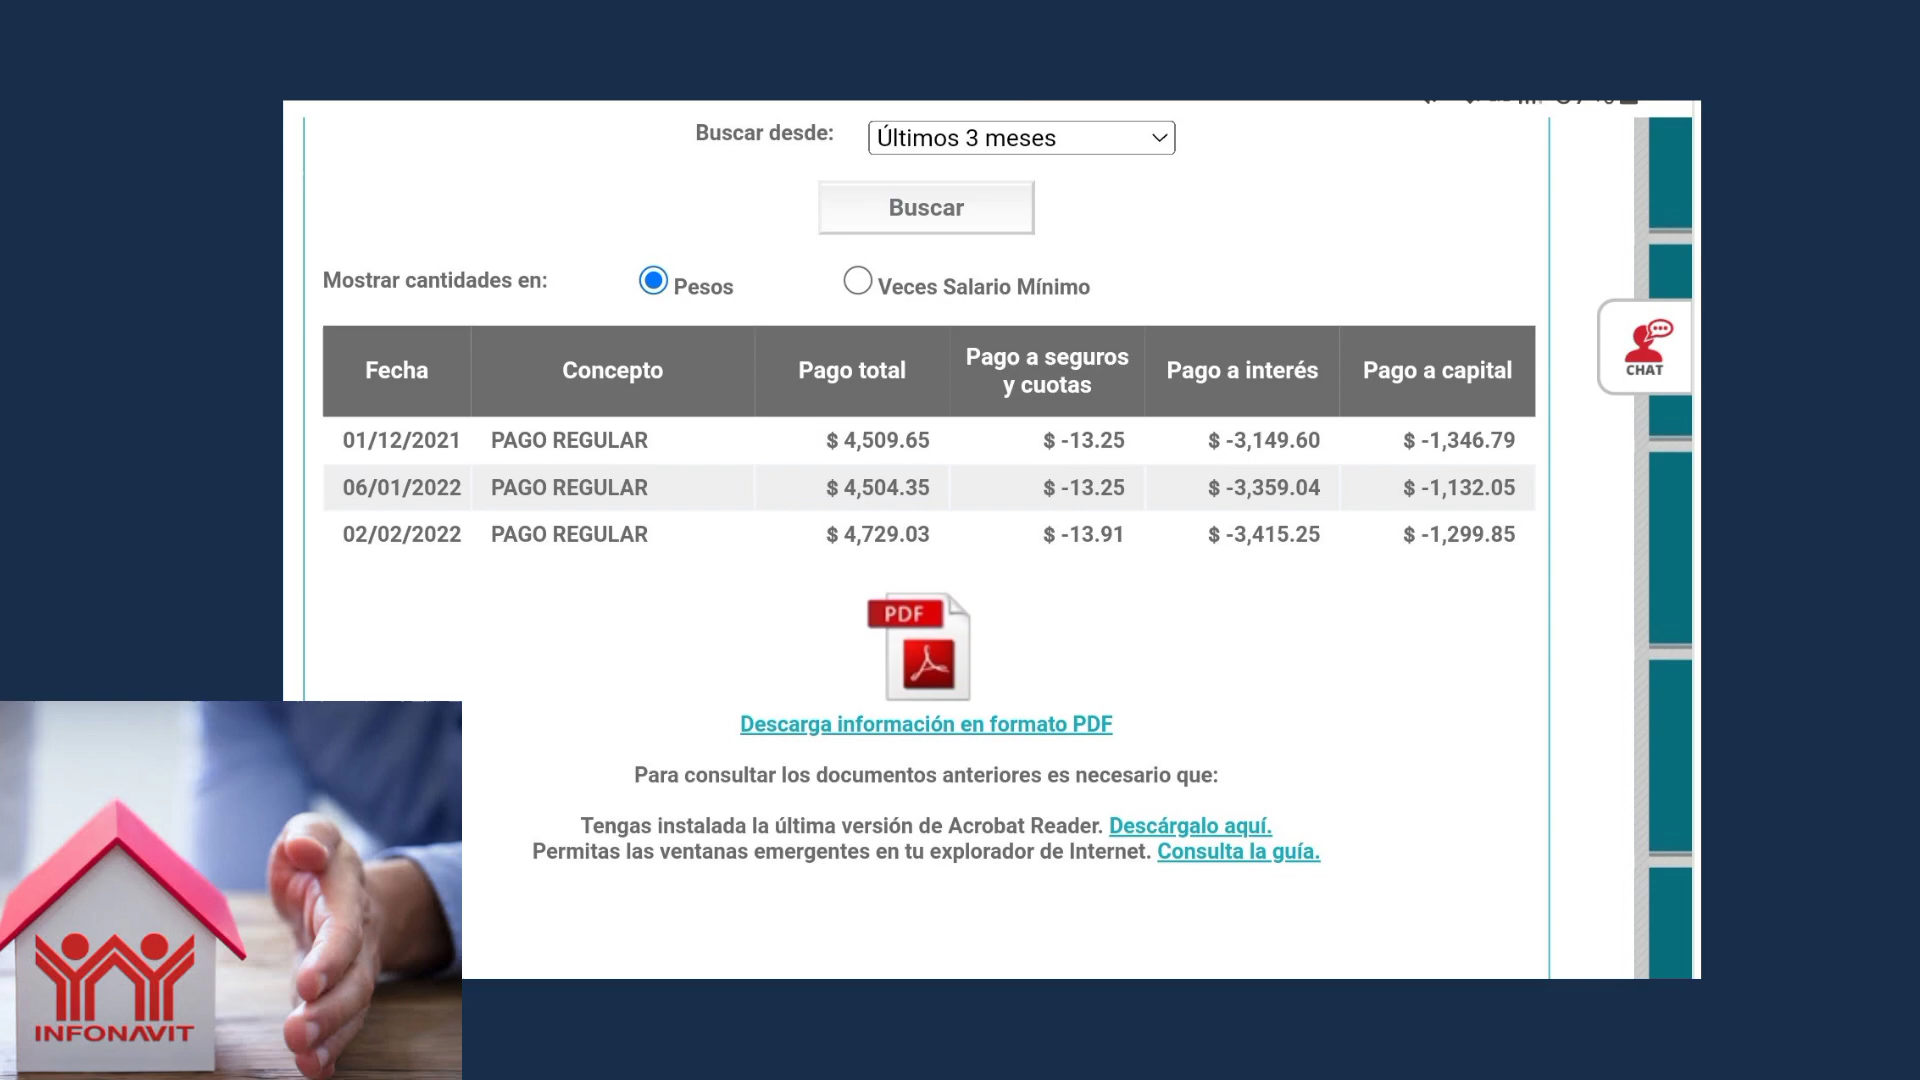 Buscar desde: Últimos 3 meses
Buscar
Mostrar cantidades en: Pesos Veces Salario Mínimo
Fecha Concepto Pago total Pago a seguros y cuotas Pago a interés Pago a capital
01/12/2021 PAGO REGULAR $ 4,509.65 $ -13.25 $ -3,149.60 $ -1,346.79
06/01/2022 PAGO REGULAR $ 4,504.35 $ -13.25 $ -3,359.04 $ -1,132.05
02/02/2022 PAGO REGULAR $ 4,729.03 $ -13.91 $ -3,415.25 $ -1,299.85
CHAT
PDF
Descarga información en formato PDF
Para consultar los documentos anteriores es necesario que:
Tengas instalada la última versión de Acrobat Reader. Descárgalo aquí.
Permitas las ventanas emergentes en tu explorador de Internet. Consulta la guía.
INFONAVIT